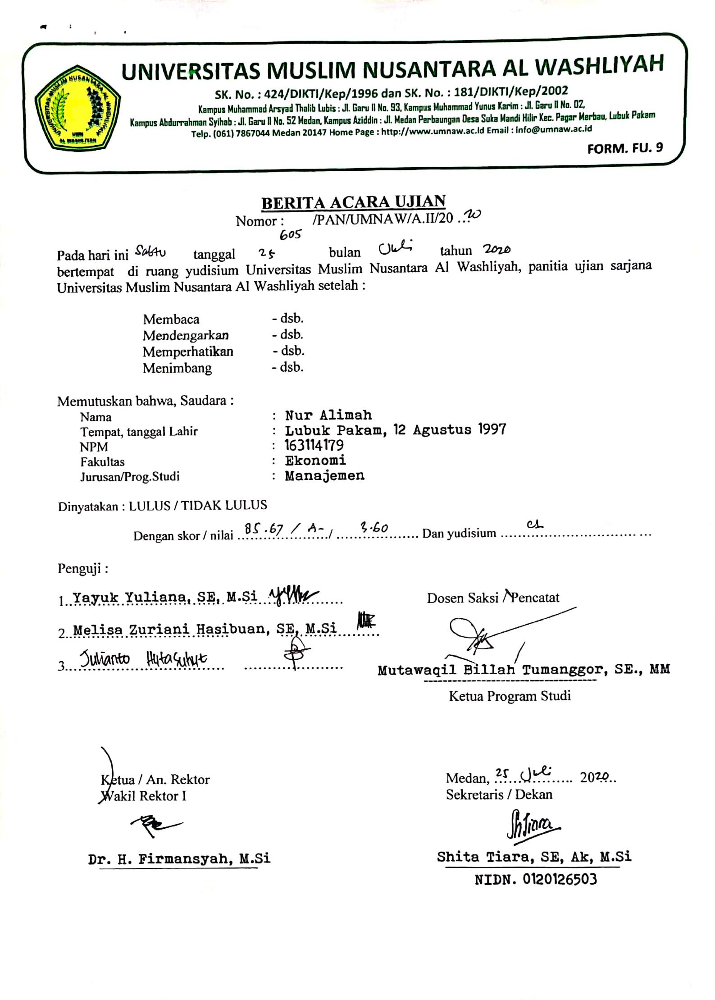 UNIVERSITAS MUSLIM NUSANTARA AL WASHLIYAH
SK. No. : 424/DIKTI/Kep/1996 dan SK. No. : 181/DIKTI/Kep/2002
Kampus Muhammad Arsyad Thalib Lubis : Jl. Garu II No. 93, Kampus Muhammad Yunus Karim : Jl. Garu II No. 02,
Kampus Abdurrahman Syihab : Jl. Garu II No. 52 Medan, Kampus Aziddin : Jl. Medan Perbaungan Desa Suka Mandi Hilir Kec. Pagar Merbau, Lubuk Pakam
Telp. (061) 7867044 Medan 20147 Home Page : http://www.umnaw.ac.id Email : info@umnaw.ac.id
UNIVERSITAS MUSLIM NUSANTARA AL WASHLIYAH
UMN
AL WASHLIYAH
FORM. FU. 9
BERITA ACARA UJIAN
Nomor : /PAN/UMNAW/A.II/20 ...20
605
Pada hari ini Sabtu tanggal 25 bulan Juli tahun 2020
bertempat di ruang yudisium Universitas Muslim Nusantara Al Washliyah, panitia ujian sarjana
Universitas Muslim Nusantara Al Washliyah setelah :
Membaca - dsb.
Mendengarkan - dsb.
Memperhatikan - dsb.
Menimbang - dsb.
Memutuskan bahwa, Saudara :
Nama : Nur Alimah
Tempat, tanggal Lahir : Lubuk Pakam, 12 Agustus 1997
NPM : 163114179
Fakultas : Ekonomi
Jurusan/Prog.Studi : Manajemen
Dinyatakan : LULUS / TIDAK LULUS
Dengan skor / nilai 85.67 / A- / 3.60 Dan yudisium
Penguji :
1. Yayuk Yuliana, SE, M.Si
Dosen Saksi / Pencatat
2. Melisa Zuriani Hasibuan, SE, M.Si
3. Julianto Hutasuhut
Mutawaqil Billah Tumanggor, SE., MM
Ketua Program Studi
Ketua / An. Rektor
Wakil Rektor I
Medan, 25 Juli 2020
Sekretaris / Dekan
ShTiara
Dr. H. Firmansyah, M.Si
Shita Tiara, SE, Ak, M.Si
NIDN. 0120126503